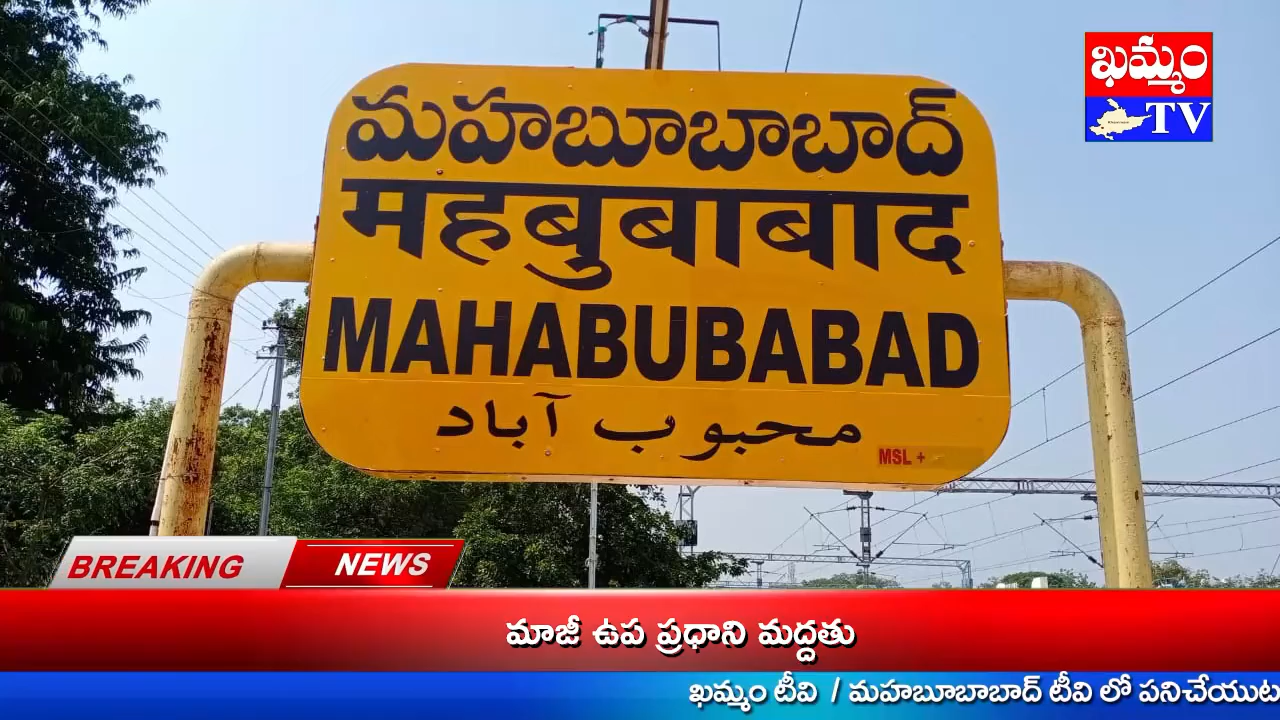 ఖమ్మం
TV
మహబూబాబాద్
महबुबाबाद
MAHABUBABAD
محبوب آباد
MSL +
BREAKING NEWS
మాజీ ఉప ప్రధాని మద్దతు
ఖమ్మం టీవి / మహబూబాబాద్ టీవి లో పనిచేయుట